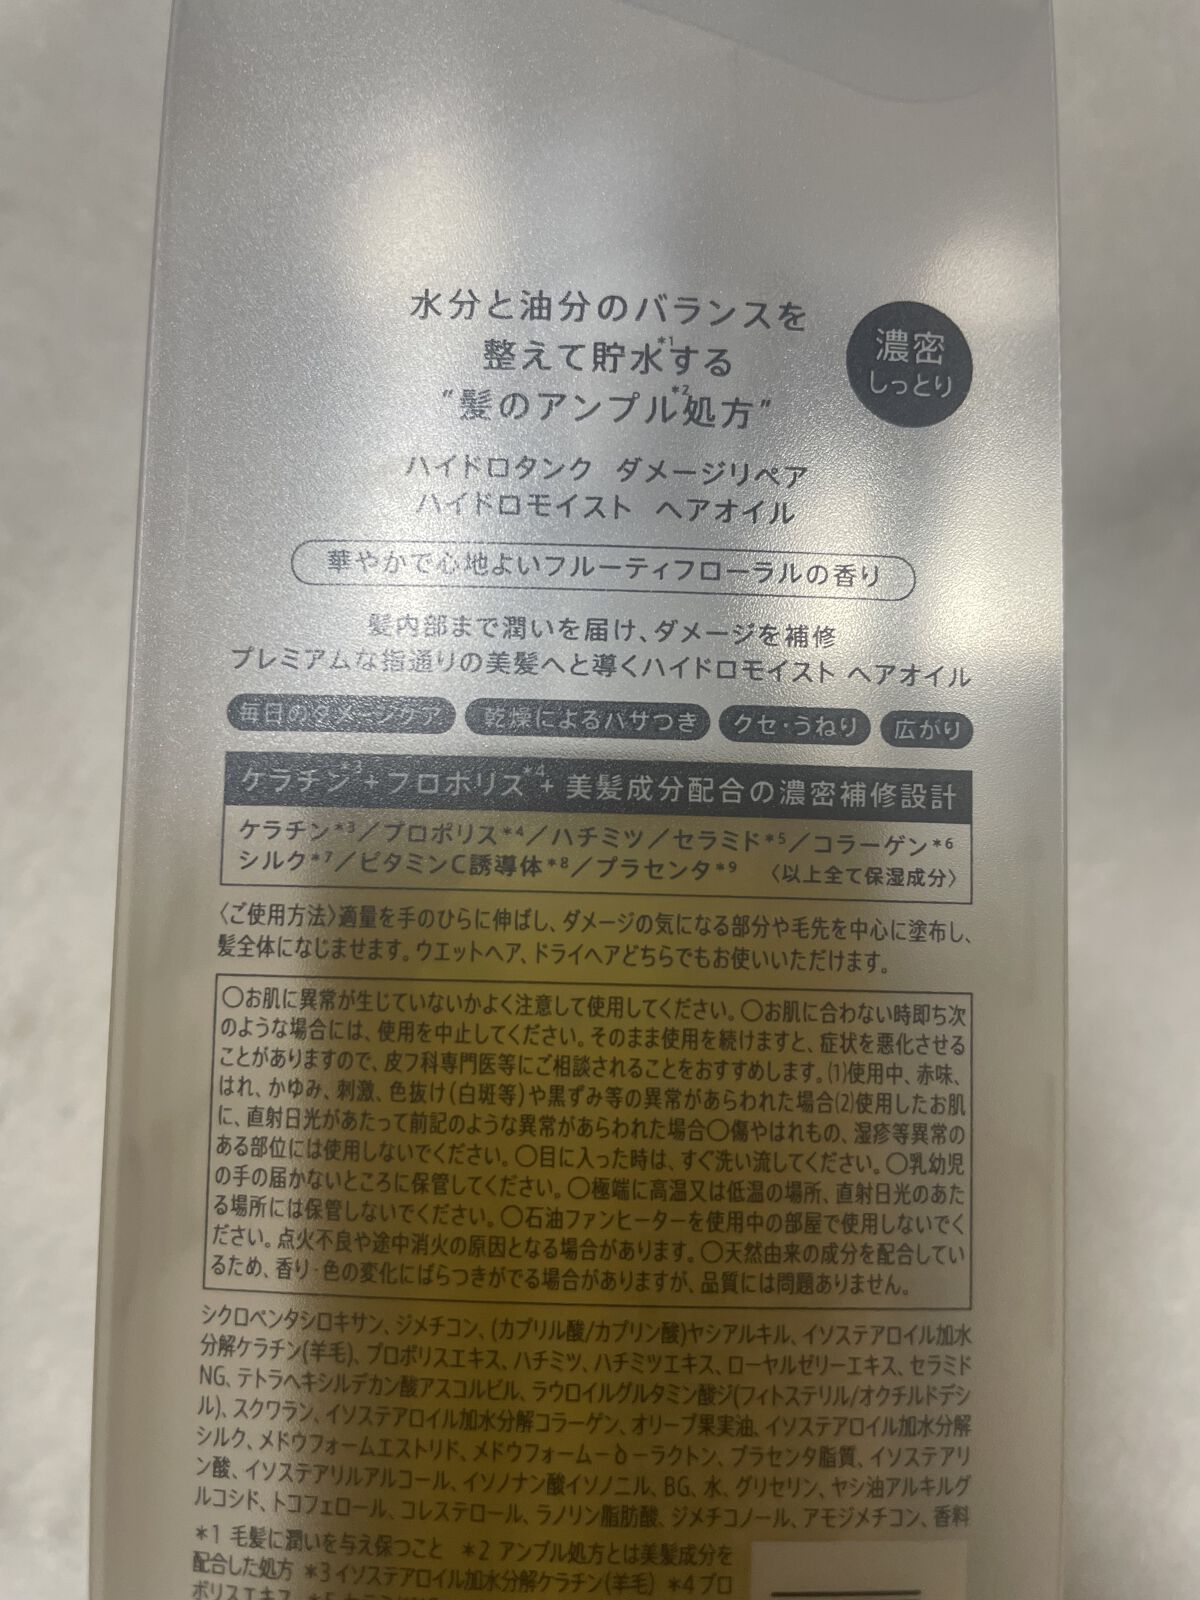 水分と油分のバランスを
整えて貯水*1する
"髪のアンプル*2処方"
濃密
しっとり
ハイドロタンク ダメージリペア
ハイドロモイスト ヘアオイル
華やかで心地よいフルーティフローラルの香り
髪内部まで潤いを届け、ダメージを補修
プレミアムな指通りの美髪へと導くハイドロモイスト ヘアオイル
毎日のダメージケア 乾燥によるパサつき クセ・うねり 広がり
ケラチン*3+プロポリス*4+美髪成分配合の濃密補修設計
ケラチン*3/プロポリス*4/ハチミツ/セラミド*5/コラーゲン*6
シルク*7/ビタミンC誘導体*8/プラセンタ*9 〈以上全て保湿成分〉
〈ご使用方法〉適量を手のひらに伸ばし、ダメージの気になる部分や毛先を中心に塗布し、
髪全体になじませます。ウエットヘア、ドライヘアどちらでもお使いいただけます。
○お肌に異常が生じていないかよく注意して使用してください。○お肌に合わない時即ち次
のような場合には、使用を中止してください。そのまま使用を続けますと、症状を悪化させる
ことがありますので、皮フ科専門医等にご相談されることをおすすめします。(1)使用中、赤味、
はれ、かゆみ、刺激、色抜け(白斑等)や黒ずみ等の異常があらわれた場合(2)使用したお肌
に、直射日光があたって前記のような異常があらわれた場合○傷やはれもの、湿疹等異常の
ある部位には使用しないでください。○目に入った時は、すぐ洗い流してください。○乳幼児
の手の届かないところに保管してください。○極端に高温又は低温の場所、直射日光のあた
る場所には保管しないでください。○石油ファンヒーターを使用中の部屋で使用しないでく
ださい。点火不良や途中消火の原因となる場合があります。○天然由来の成分を配合してい
るため、香り・色の変化にばらつきがでる場合がありますが、品質には問題ありません。
シクロペンタシロキサン、ジメチコン、(カプリル酸/カプリン酸)ヤシアルキル、イソステアロイル加水
分解ケラチン(羊毛)、プロポリスエキス、ハチミツ、ハチミツエキス、ローヤルゼリーエキス、セラミド
NG、テトラヘキシルデカン酸アスコルビル、ラウロイルグルタミン酸ジ(フィトステリル/オクチルドデシ
ル)、スクワラン、イソステアロイル加水分解コラーゲン、オリーブ果実油、イソステアロイル加水分解
シルク、メドウフォームエストリド、メドウフォーム-δ-ラクトン、プラセンタ脂質、イソステアリ
ン酸、イソステアリルアルコール、イソノナン酸イソノニル、BG、水、グリセリン、ヤシ油アルキルグ
ルコシド、トコフェロール、コレステロール、ラノリン脂肪酸、ジメチコノール、アモジメチコン、香料
*1 毛髪に潤いを与え保つこと *2 アンプル処方とは美髪成分を
配合した処方 *3イソステアロイル加水分解ケラチン(羊毛) *4プロ
ポリスエキス